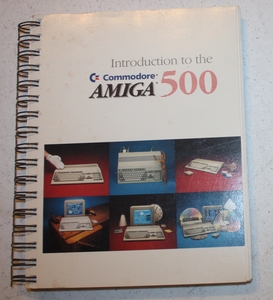 Introduction to the
Commodore
AMIGA 500